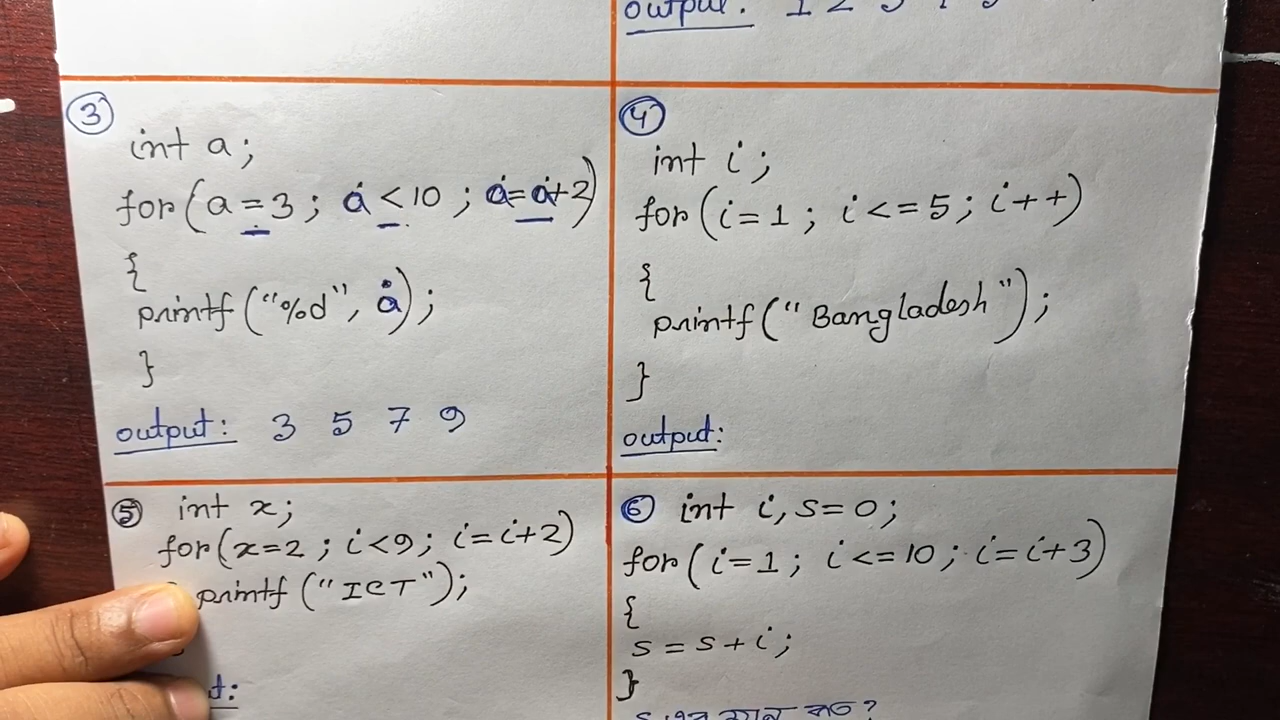 output: 1 2 3
③
int a;
for(a=3; a<10; a=a+2)
{
printf("%d", a);
}
output: 3 5 7 9
④
int i;
for(i=1; i<=5; i++)
{
printf("Bangladesh");
}
output:
⑤ int x;
for(x=2; i<9; i=i+2)
printf("ICT");
t:
⑥ int i, s=0;
for(i=1; i<=10; i=i+3)
{
s=s+i;
}
s এর মান কত?